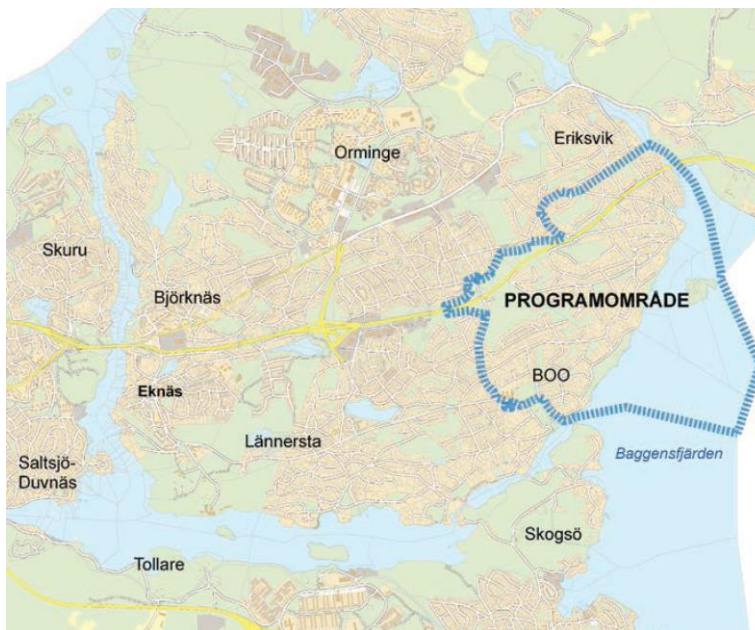 Eriksvik
Orminge
Skuru
Björknäs
PROGRAMOMRÅDE
BOO
Eknäs
Lännersta
Baggensfjärden
Saltsjö-
Duvnäs
Skogsö
Tollare